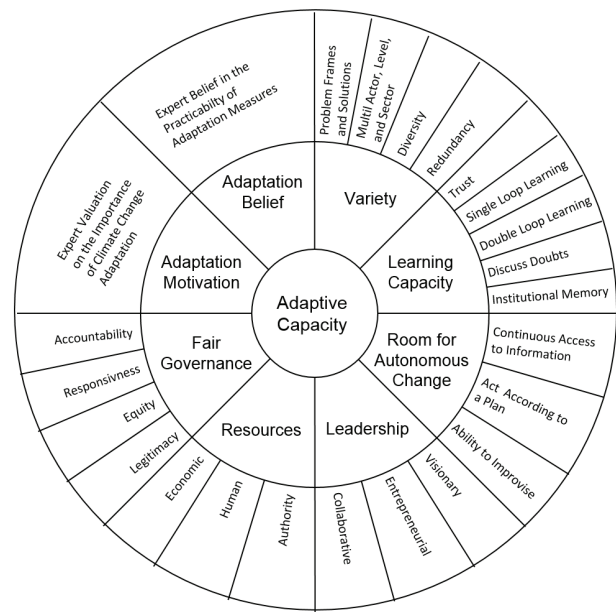 Adaptive
Capacity
Variety
Problem Frames
and Solutions
Multil Actor, Level,
and Sector
Diversity
Redundancy
Learning
Capacity
Trust
Single Loop Learning
Double Loop Learning
Discuss Doubts
Institutional Memory
Room for
Autonomous
Change
Continuous Access
to Information
Act According to
a Plan
Ability to Improvise
Leadership
Visionary
Entrepreneurial
Collaborative
Resources
Authority
Human
Economic
Fair
Governance
Legitimacy
Equity
Responsivness
Accountability
Adaptation
Motivation
Expert Valuation
on the Importance
of Climate Change
Adaptation
Adaptation
Belief
Expert Belief in the
Practicabilty of
Adaptation Measures